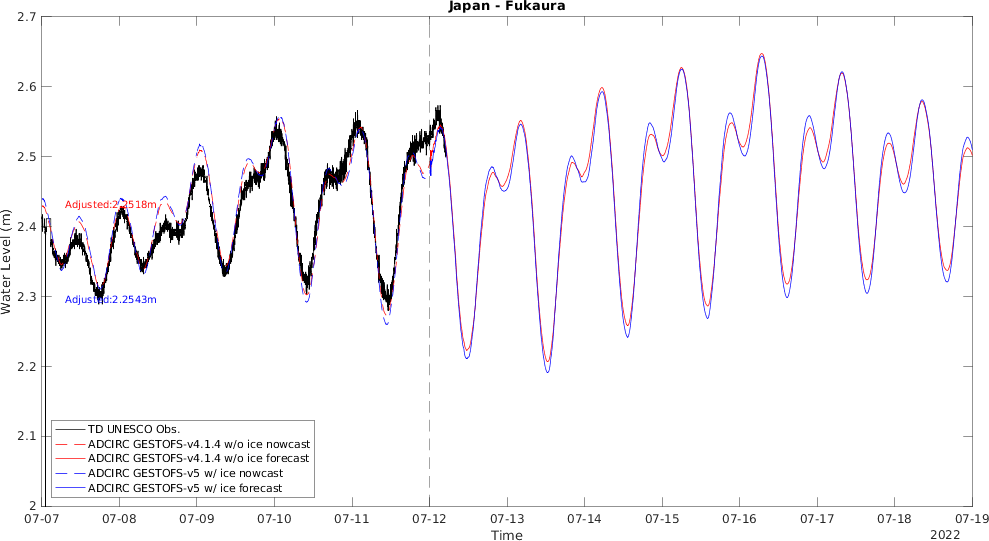 Japan - Fukaura
2.7
2.6
2.5
2.4
2.3
2.2
2.1
2
Water Level (m)
Adjusted:2.2518m
Adjusted:2.2543m
TD UNESCO Obs.
ADCIRC GESTOFS-v4.1.4 w/o ice nowcast
ADCIRC GESTOFS-v4.1.4 w/o ice forecast
ADCIRC GESTOFS-v5 w/ ice nowcast
ADCIRC GESTOFS-v5 w/ ice forecast
07-07 07-08 07-09 07-10 07-11 07-12 07-13 07-14 07-15 07-16 07-17 07-18 07-19
Time
2022